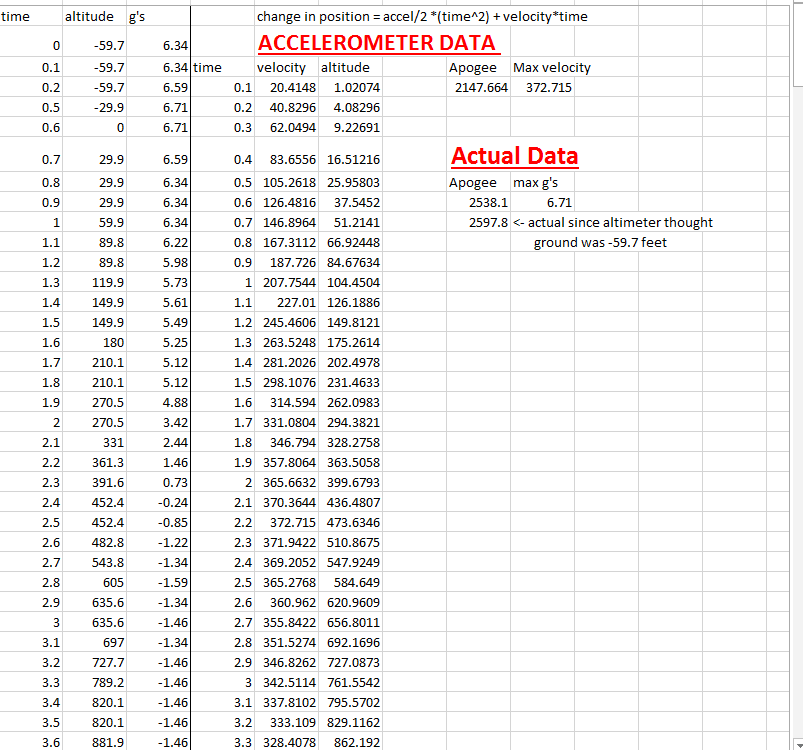 time altitude g's change in position = accel/2 *(time^2) + velocity*time
0 -59.7 6.34 ACCELEROMETER DATA
0.1 -59.7 6.34 time velocity altitude Apogee Max velocity
0.2 -59.7 6.59 0.1 20.4148 1.02074 2147.664 372.715
0.5 -29.9 6.71 0.2 40.8296 4.08296
0.6 0 6.71 0.3 62.0494 9.22691
0.7 29.9 6.59 0.4 83.6556 16.51216 Actual Data
0.8 29.9 6.34 0.5 105.2618 25.95803 Apogee max g's
0.9 29.9 6.34 0.6 126.4816 37.5452 2538.1 6.71
1 59.9 6.34 0.7 146.8964 51.2141 2597.8 <- actual since altimeter thought
1.1 89.8 6.22 0.8 167.3112 66.92448 ground was -59.7 feet
1.2 89.8 5.98 0.9 187.726 84.67634
1.3 119.9 5.73 1 207.7544 104.4504
1.4 149.9 5.61 1.1 227.01 126.1886
1.5 149.9 5.49 1.2 245.4606 149.8121
1.6 180 5.25 1.3 263.5248 175.2614
1.7 210.1 5.12 1.4 281.2026 202.4978
1.8 210.1 5.12 1.5 298.1076 231.4633
1.9 270.5 4.88 1.6 314.594 262.0983
2 270.5 3.42 1.7 331.0804 294.3821
2.1 331 2.44 1.8 346.794 328.2758
2.2 361.3 1.46 1.9 357.8064 363.5058
2.3 391.6 0.73 2 365.6632 399.6793
2.4 452.4 -0.24 2.1 370.3644 436.4807
2.5 452.4 -0.85 2.2 372.715 473.6346
2.6 482.8 -1.22 2.3 371.9422 510.8675
2.7 543.8 -1.34 2.4 369.2052 547.9249
2.8 605 -1.59 2.5 365.2768 584.649
2.9 635.6 -1.34 2.6 360.962 620.9609
3 635.6 -1.46 2.7 355.8422 656.8011
3.1 697 -1.34 2.8 351.5274 692.1696
3.2 727.7 -1.46 2.9 346.8262 727.0873
3.3 789.2 -1.46 3 342.5114 761.5542
3.4 820.1 -1.46 3.1 337.8102 795.5702
3.5 820.1 -1.46 3.2 333.109 829.1162
3.6 881.9 -1.46 3.3 328.4078 862.192